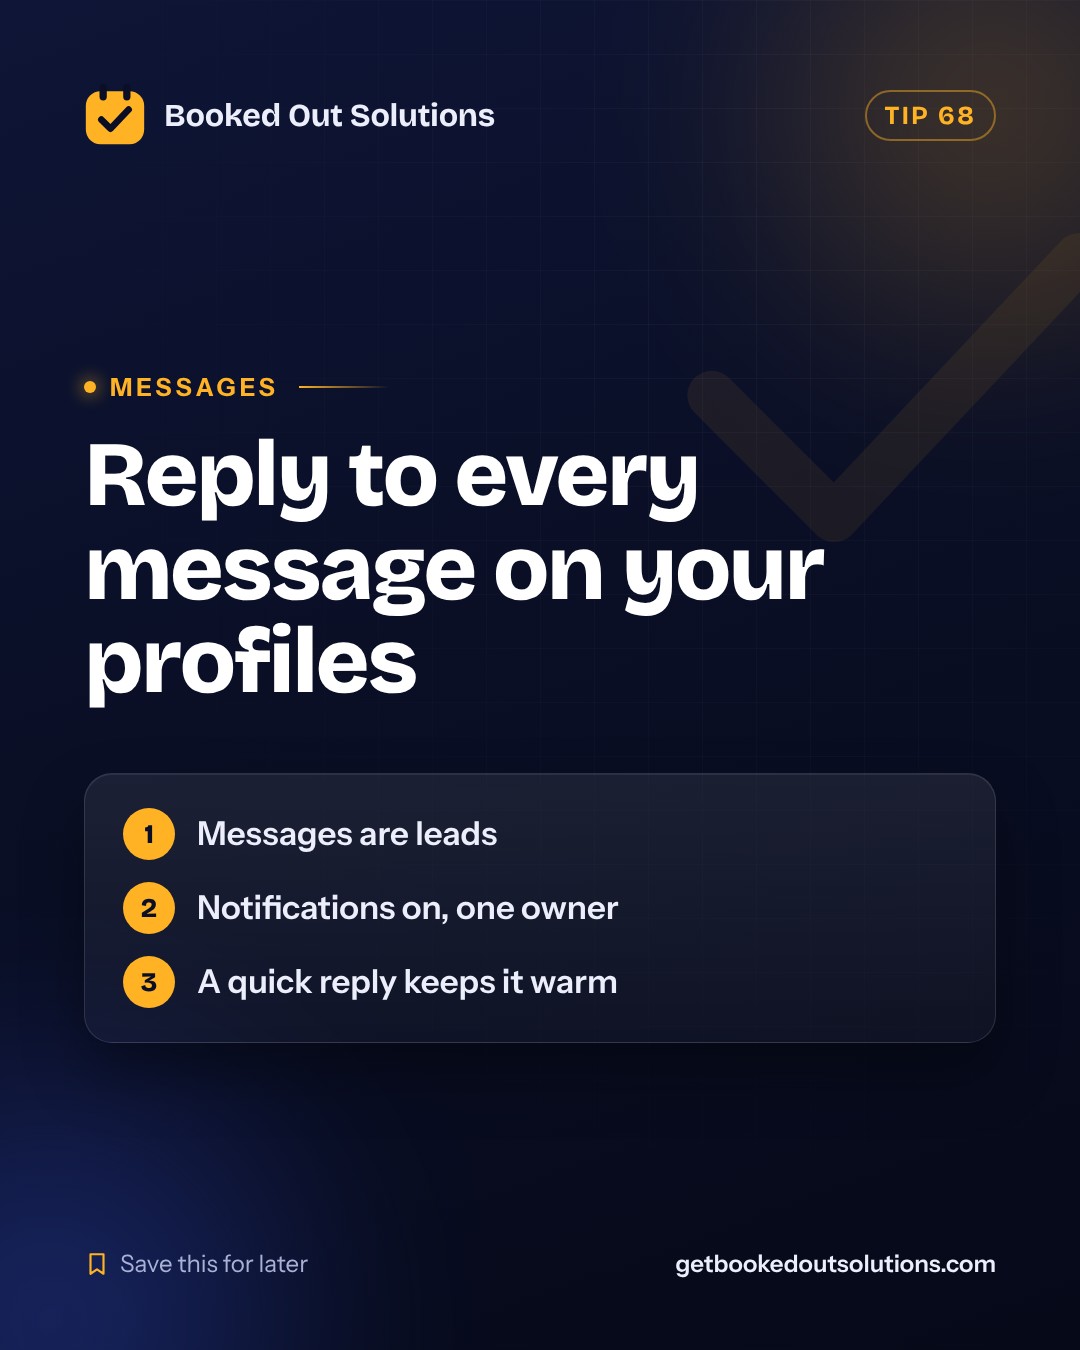 Booked Out Solutions
TIP 68
MESSAGES
Reply to every
message on your
profiles
1 Messages are leads
2 Notifications on, one owner
3 A quick reply keeps it warm
Save this for later
getbookedoutsolutions.com